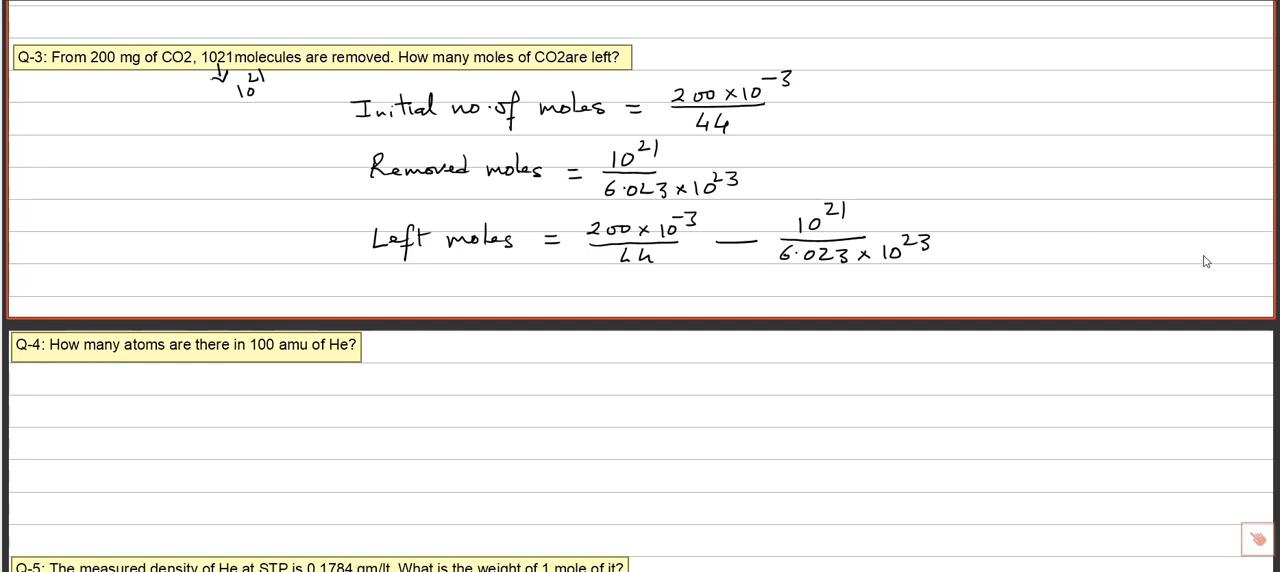 Q-3: From 200 mg of CO2, 1021molecules are removed. How many moles of CO2are left?
10^21
Initial no. of moles = 200 × 10^-3 / 44
Removed moles = 10^21 / 6.023 × 10^23
Left moles = 200 × 10^-3 / 44 — 10^21 / 6.023 × 10^23
Q-4: How many atoms are there in 100 amu of He?
Q-5: The measured density of He at STP is 0.1784 gm/lt. What is the weight of 1 mole of it?